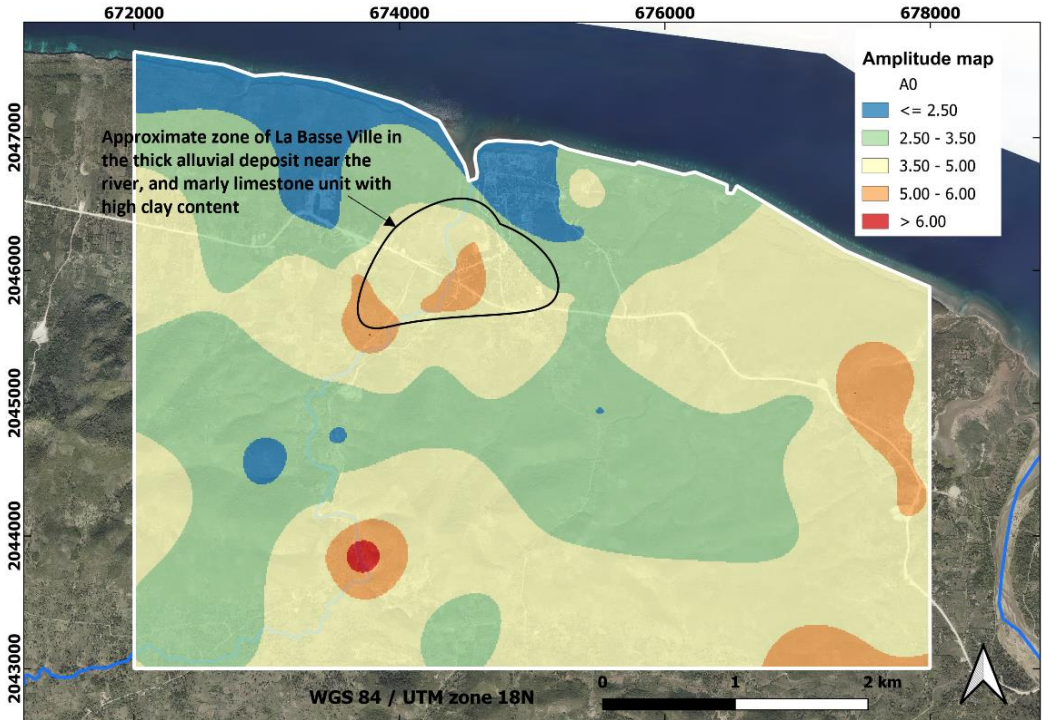 672000 674000 676000 678000
Amplitude map
A0
<= 2.50
2.50 - 3.50
3.50 - 5.00
5.00 - 6.00
> 6.00
2047000
Approximate zone of La Basse Ville in
the thick alluvial deposit near the
river, and marly limestone unit with
high clay content
2046000
2045000
2044000
2043000
WGS 84 / UTM zone 18N
0 1 2 km